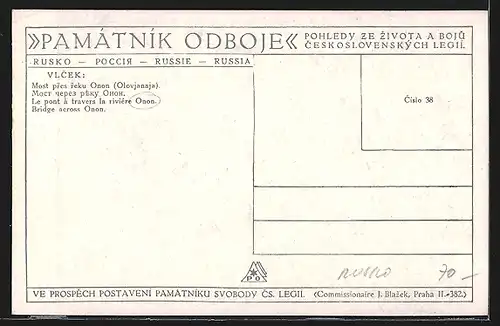 »PAMÁTNÍK ODBOJE«
POHLEDY ZE ŽIVOTA A BOJŮ
ČESKOSLOVENSKÝCH LEGIÍ.
RUSKO — РОССІЯ — RUSSIE — RUSSIA
VLČEK:
Most přes řeku Onon (Olovjanaja).
Мост через рѣку Онон.
Le pont à travers la rivière Onon.
Bridge across Onon.
Číslo 38
PO
RUSKO 70-
VE PROSPĚCH POSTAVENÍ PAMÁTNÍKU SVOBODY ČS. LEGIÍ. (Commissionaire J. Blažek, Praha II.-382.)